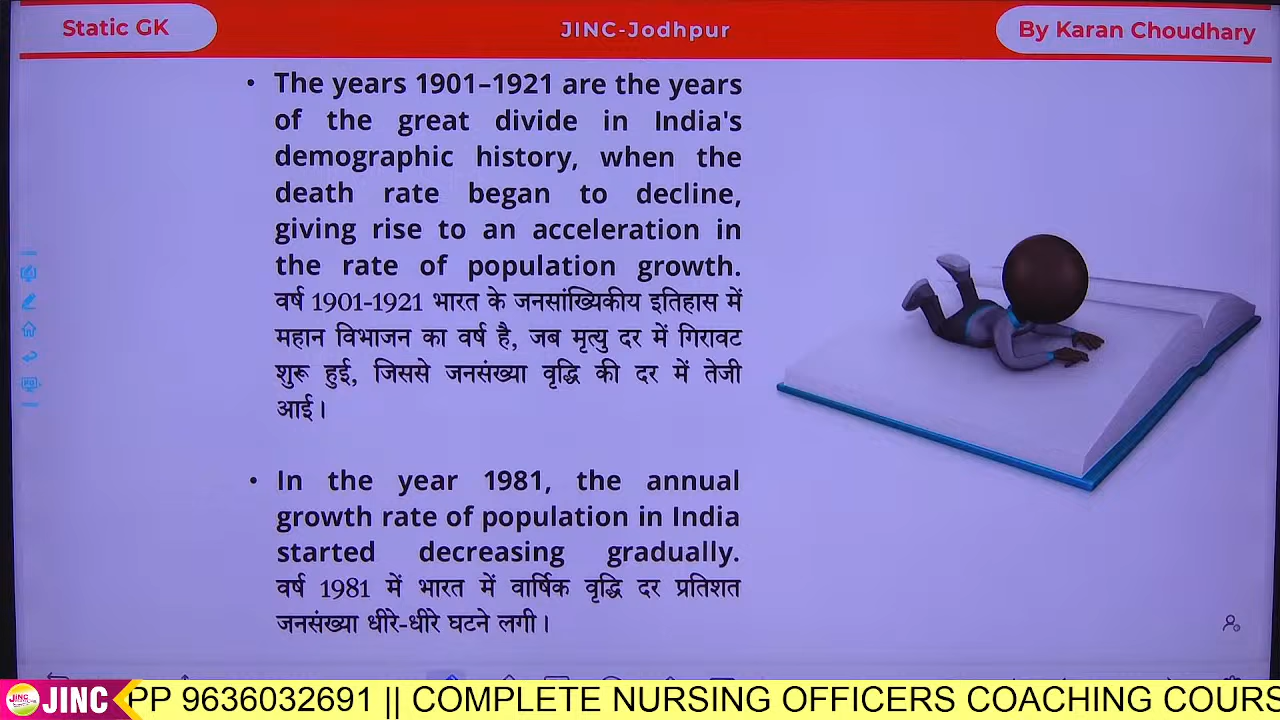 Static GK
JINC-Jodhpur
By Karan Choudhary
• The years 1901–1921 are the years
of the great divide in India's
demographic history, when the
death rate began to decline,
giving rise to an acceleration in
the rate of population growth.
वर्ष 1901-1921 भारत के जनसांख्यिकीय इतिहास में
महान विभाजन का वर्ष है, जब मृत्यु दर में गिरावट
शुरू हुई, जिससे जनसंख्या वृद्धि की दर में तेजी
आई।
• In the year 1981, the annual
growth rate of population in India
started decreasing gradually.
वर्ष 1981 में भारत में वार्षिक वृद्धि दर प्रतिशत
जनसंख्या धीरे-धीरे घटने लगी।
JINC PP 9636032691 || COMPLETE NURSING OFFICERS COACHING COURS